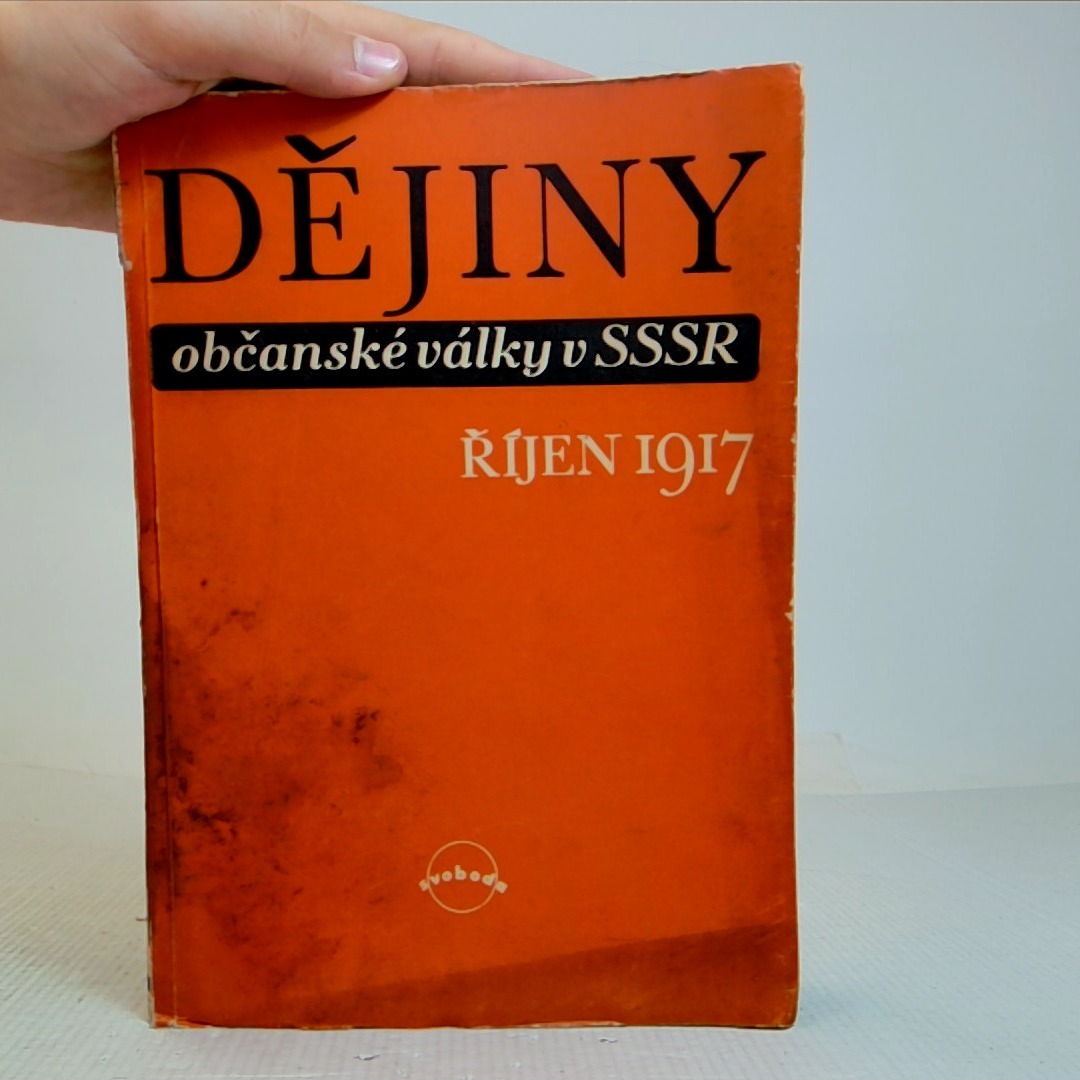 DĚJINY
občanské války v SSSR
ŘÍJEN 1917
svoboda